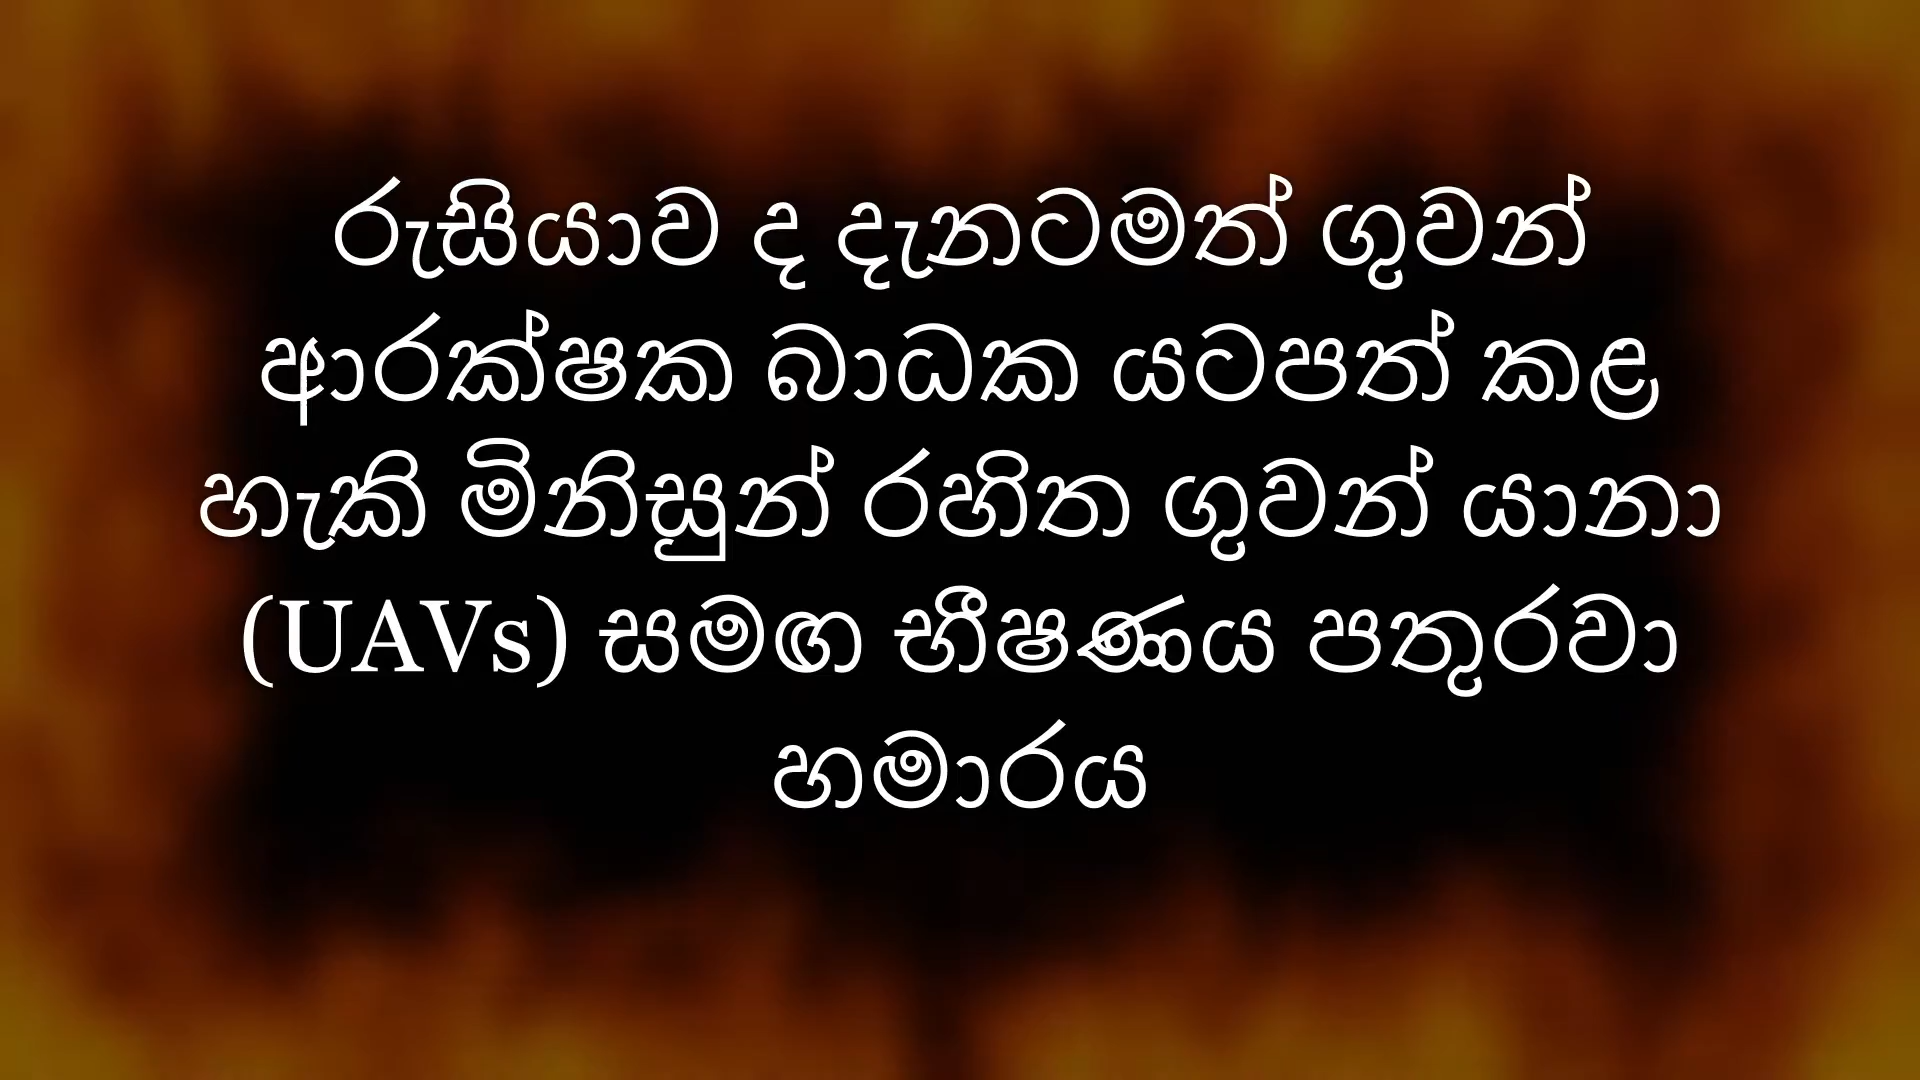 රුසියාව ද දැනටමත් ගුවන්
ආරක්ෂක බාධක යටපත් කළ
හැකි මිනිසුන් රහිත ගුවන් යානා
(UAVs) සමඟ භීෂණය පතුරවා
හමාරය